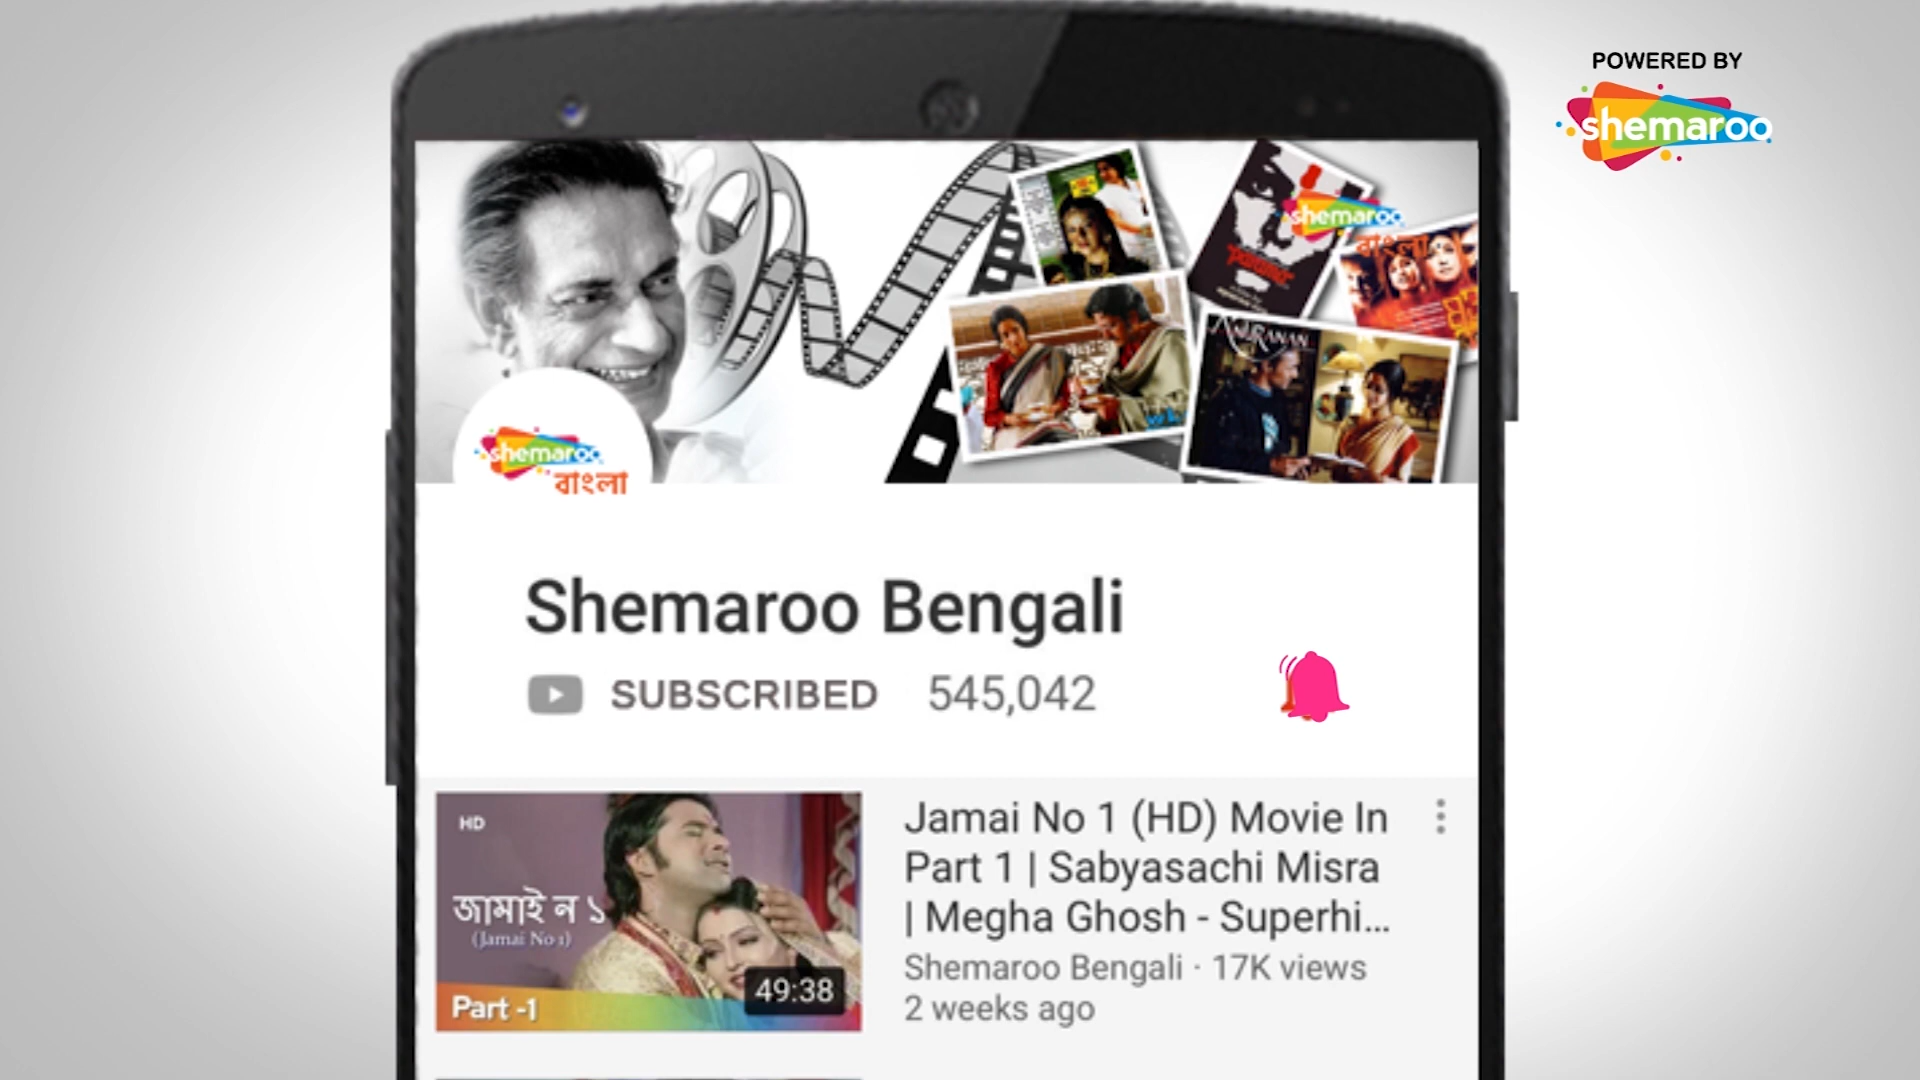 POWERED BY
shemaroo
shemaroo
বাংলা
ANURANAN
shemaroo
বাংলা
Shemaroo Bengali
SUBSCRIBED 545,042
HD
জামাই ন ১
(Jamai No 1)
Part -1
49:38
Jamai No 1 (HD) Movie In
Part 1 | Sabyasachi Misra
| Megha Ghosh - Superhi...
Shemaroo Bengali · 17K views
2 weeks ago